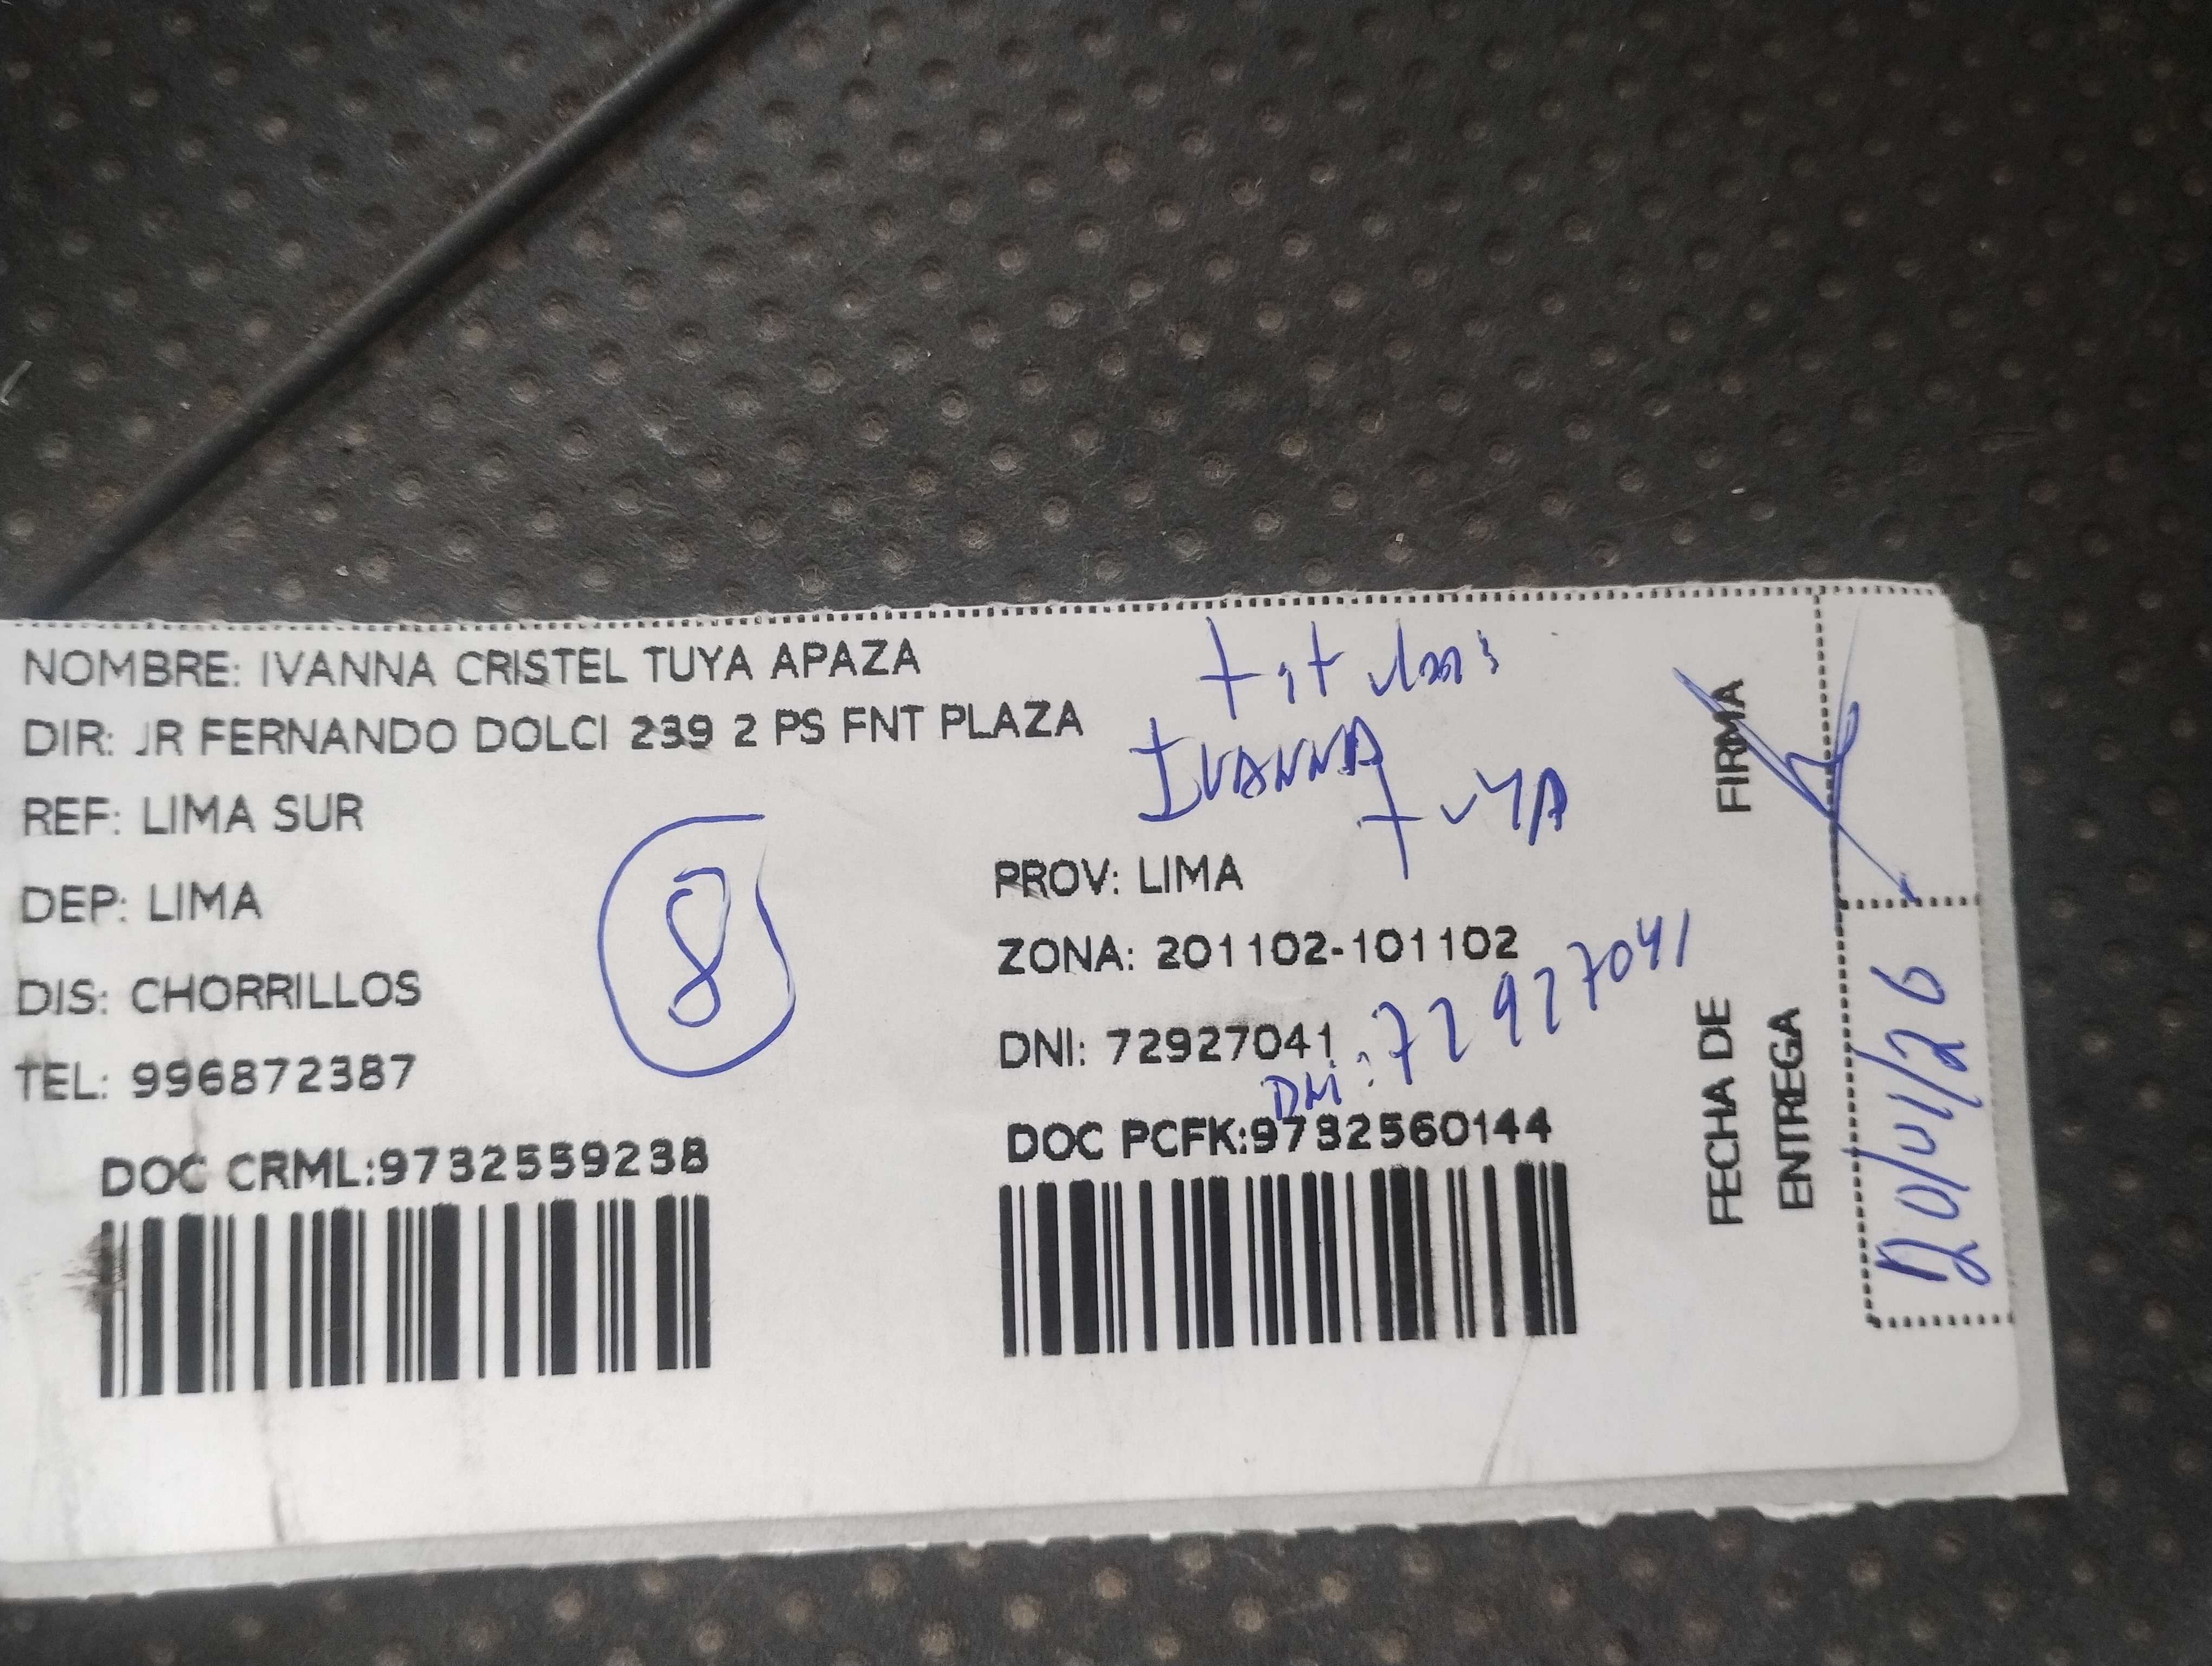 NOMBRE: IVANNA CRISTEL TUYA APAZA
DIR: JR FERNANDO DOLCI 239 2 PS FNT PLAZA
REF: LIMA SUR
DEP: LIMA
PROV: LIMA
DIS: CHORRILLOS
ZONA: 201102-101102
TEL: 996872387
DNI: 72927041
DOC CRML:9732559238
DOC PCFK:9732560144
8
IVANNA
tuYA
DNI: 72927041
FIRMA
FECHA DE
ENTREGA